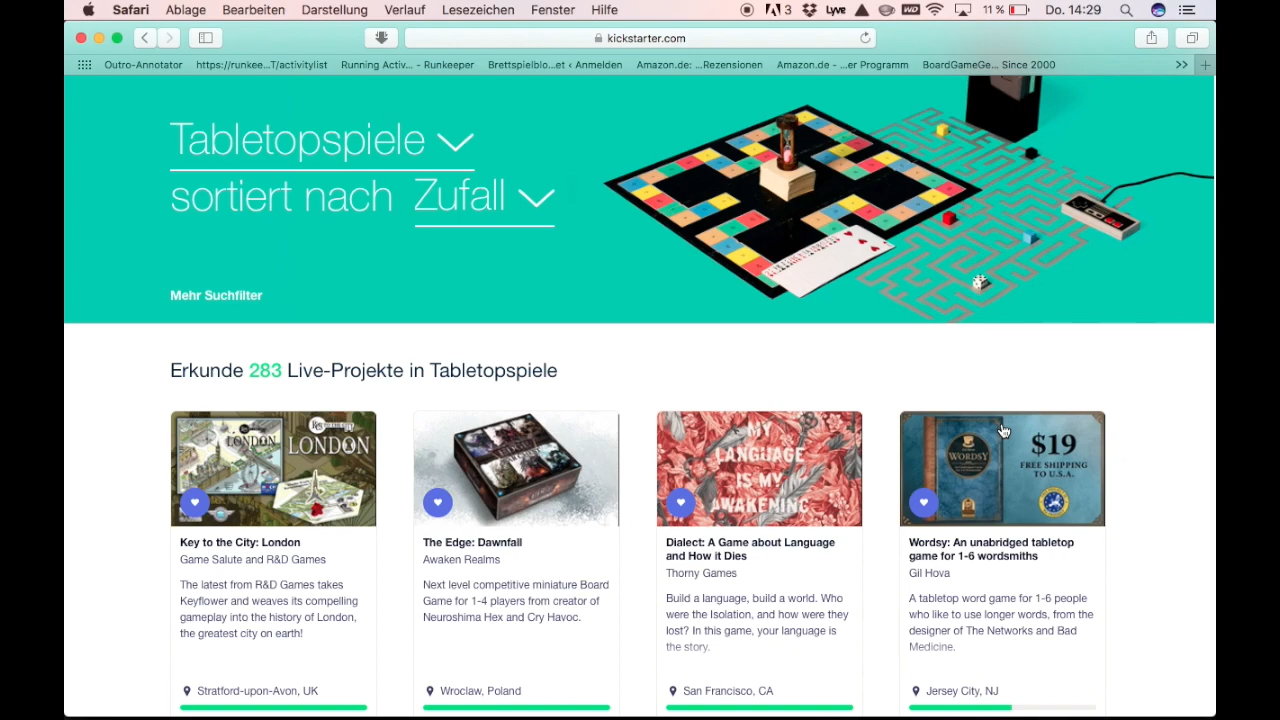 Safari Ablage Bearbeiten Darstellung Verlauf Lesezeichen Fenster Hilfe 3 Lyve WD 11 % Do. 14:29
kickstarter.com
Outro-Annotator https://runkee...T/activitylist Running Activ... - Runkeeper Brettspielblo...et ‹ Anmelden Amazon.de: ...Rezensionen Amazon.de - ...er Programm BoardGameGe... Since 2000 >> +
Tabletopspiele
sortiert nach Zufall
Mehr Suchfilter
Erkunde 283 Live-Projekte in Tabletopspiele
LONDON
LONDON
MY
LANGUAGE
IS MY
AWAKENING
WORDSY
$19
FREE SHIPPING
TO U.S.A.
Key to the City: London
Game Salute and R&D Games
The latest from R&D Games takes
Keyflower and weaves its compelling
gameplay into the history of London,
the greatest city on earth!
Stratford-upon-Avon, UK
The Edge: Dawnfall
Awaken Realms
Next level competitive miniature Board
Game for 1-4 players from creator of
Neuroshima Hex and Cry Havoc.
Wroclaw, Poland
Dialect: A Game about Language
and How it Dies
Thorny Games
Build a language, build a world. Who
were the Isolation, and how were they
lost? In this game, your language is
the story.
San Francisco, CA
Wordsy: An unabridged tabletop
game for 1-6 wordsmiths
Gil Hova
A tabletop word game for 1-6 people
who like to use longer words, from the
designer of The Networks and Bad
Medicine.
Jersey City, NJ